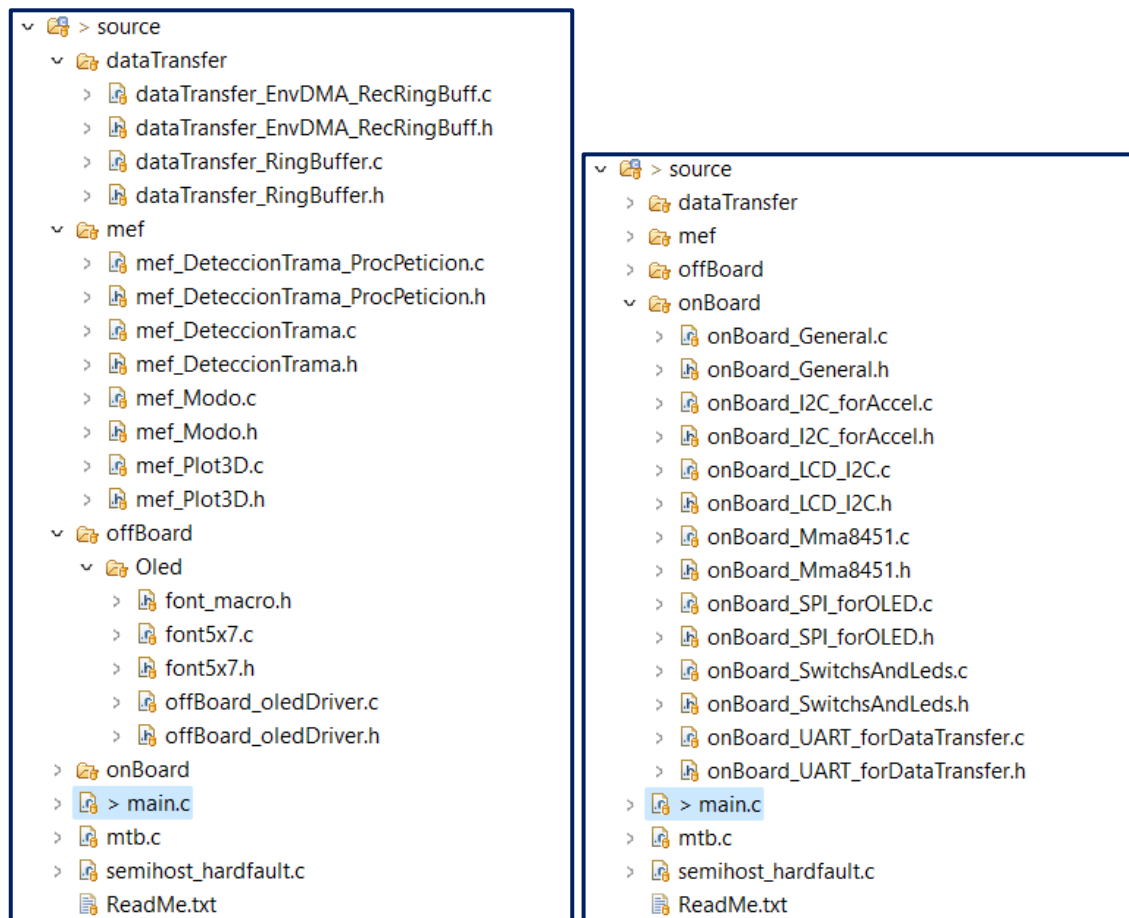 > source
dataTransfer
dataTransfer_EnvDMA_RecRingBuff.c
dataTransfer_EnvDMA_RecRingBuff.h
dataTransfer_RingBuffer.c
dataTransfer_RingBuffer.h
mef
mef_DeteccionTrama_ProcPeticion.c
mef_DeteccionTrama_ProcPeticion.h
mef_DeteccionTrama.c
mef_DeteccionTrama.h
mef_Modo.c
mef_Modo.h
mef_Plot3D.c
mef_Plot3D.h
offBoard
Oled
font_macro.h
font5x7.c
font5x7.h
offBoard_oledDriver.c
offBoard_oledDriver.h
onBoard
> main.c
mtb.c
semihost_hardfault.c
ReadMe.txt
> source
dataTransfer
mef
offBoard
onBoard
onBoard_General.c
onBoard_General.h
onBoard_I2C_forAccel.c
onBoard_I2C_forAccel.h
onBoard_LCD_I2C.c
onBoard_LCD_I2C.h
onBoard_Mma8451.c
onBoard_Mma8451.h
onBoard_SPI_forOLED.c
onBoard_SPI_forOLED.h
onBoard_SwitchsAndLeds.c
onBoard_SwitchsAndLeds.h
onBoard_UART_forDataTransfer.c
onBoard_UART_forDataTransfer.h
> main.c
mtb.c
semihost_hardfault.c
ReadMe.txt